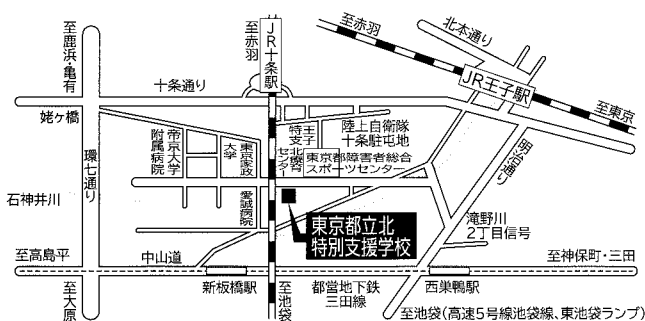 至鹿浜・亀有
至赤羽
JR十条駅
至赤羽
北本通り
JR王子駅
至東京
十条通り
姥ヶ橋
環七通り
帝京大学
附属病院
東京家政
大学
王子
特支
北療育
センター
陸上自衛隊
十条駐屯地
東京都障害者総合
スポーツセンター
明治通り
石神井川
愛誠病院
東京都立北
特別支援学校
滝野川
2丁目信号
至高島平
中山道
至神保町・三田
至大原
新板橋駅
至池袋
都営地下鉄
三田線
西巣鴨駅
至池袋(高速5号線池袋線、東池袋ランプ)